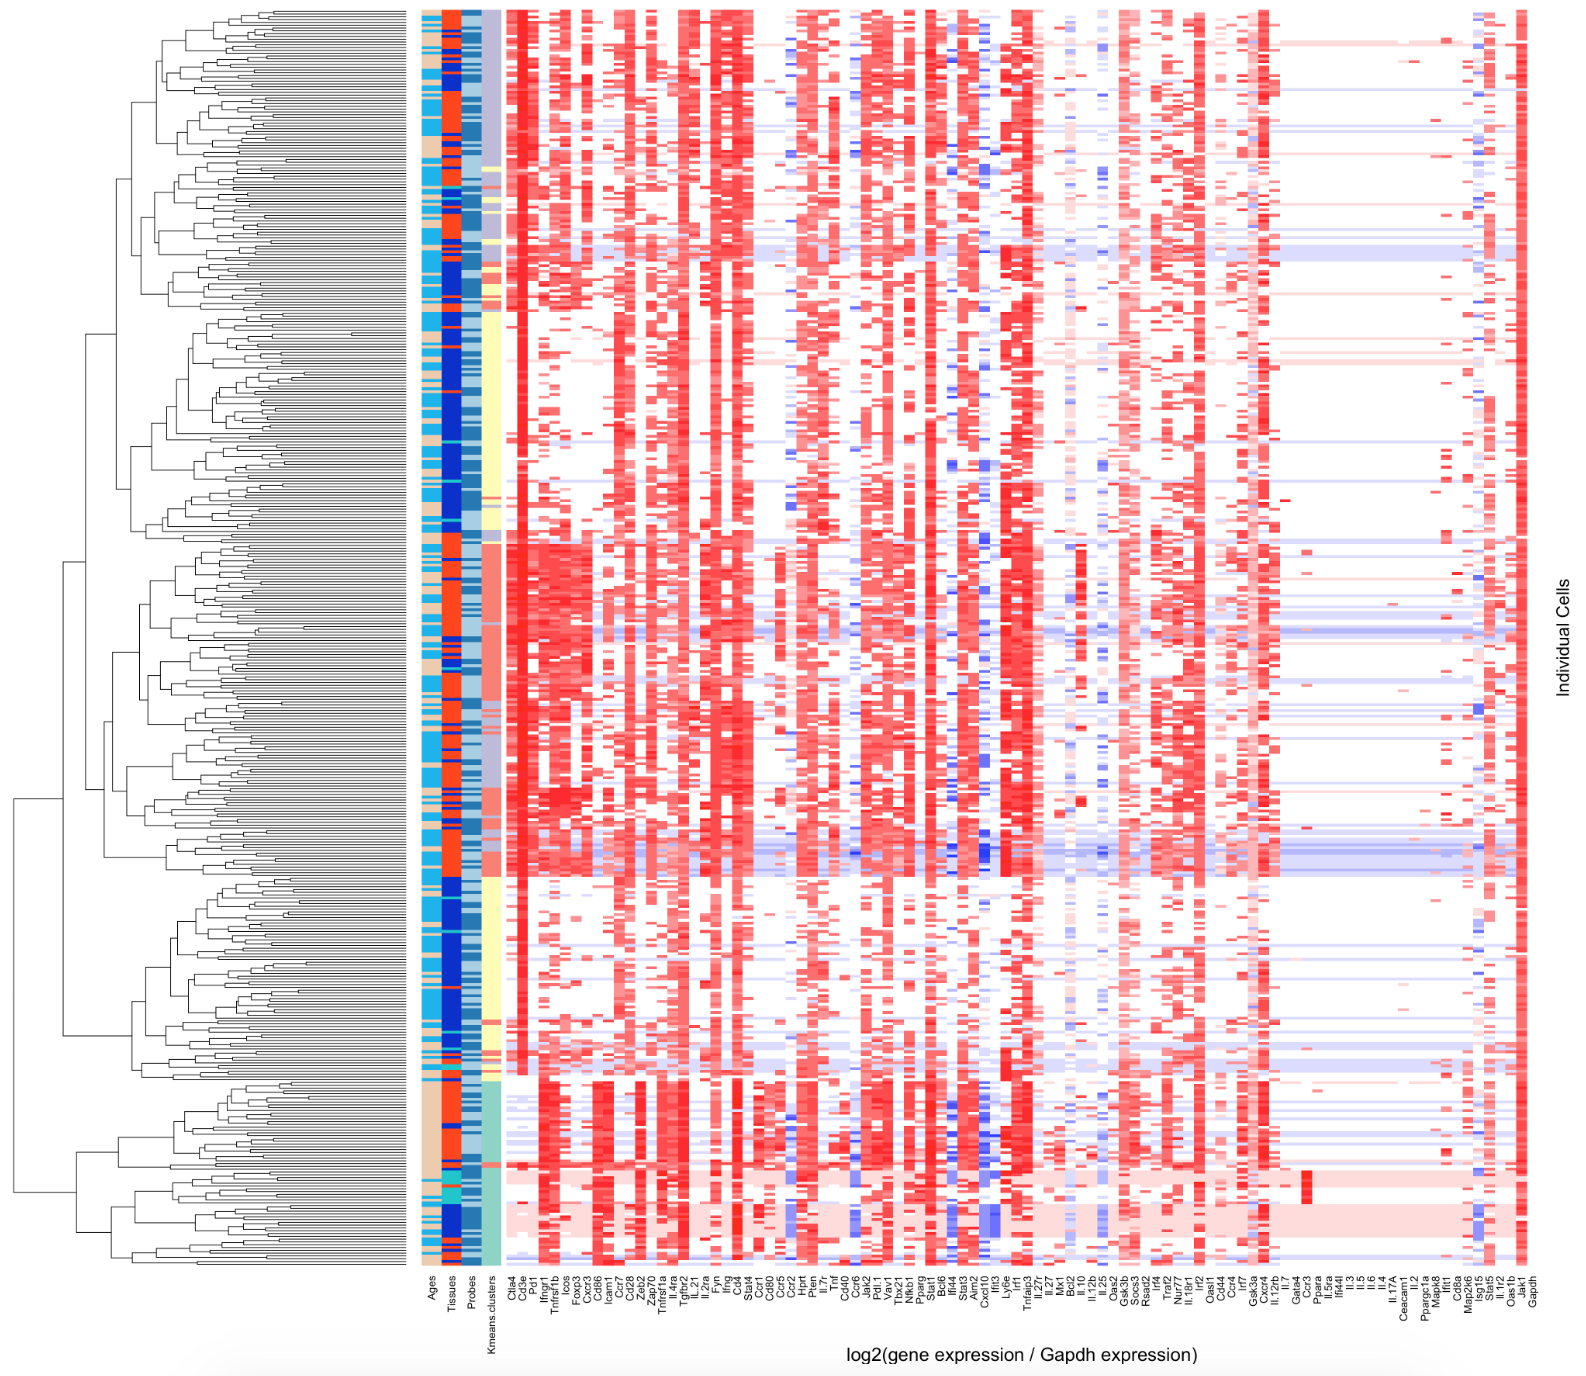 Individual Cells
Ages
Tissues
Probes
Kmeans.clusters
Ctla4
Cd3e
Pd1
Ifngr1
Tnfrsf1b
Icos
Foxp3
Cxcr3
Cd86
Icam1
Ccr7
Cd28
Zeb2
Zap70
Tnfrsf1a
Il.4ra
Tgfbr2
IL.21
Il.2ra
Fyn
Ifng
Cd4
Stat4
Ccr1
Cd80
Ccr5
Ccr2
Hprt
Pten
Il.7r
Tnf
Cd40
Ccr6
Jak2
Pdl.1
Vav1
Tbx21
Nfkb1
Pparg
Stat1
Bcl6
Ifi44
Stat3
Aim2
Cxcl10
Ifit3
Ly6e
Irf1
Tnfaip3
Il.27r
Il.27
Mx1
Bcl2
Il.10
Il.12b
Il.25
Oas2
Gsk3b
Socs3
Rsad2
Irf4
Traf2
Nur77
Il.18r1
Irf2
Oasl1
Cd44
Ccr4
Irf7
Gsk3a
Cxcr4
Il.12rb
Il.7
Gata4
Ccr3
Ppara
Il.5ra
Ifi44l
Il.3
Il.5
Il.6
Il.4
Il.17A
Ceacam1
Il.2
Ppargc1a
Mapk8
Ifit1
Cd8a
Map2k6
Isg15
Stat5
Il.1r2
Oas1b
Jak1
Gapdh
log2(gene expression / Gapdh expression)